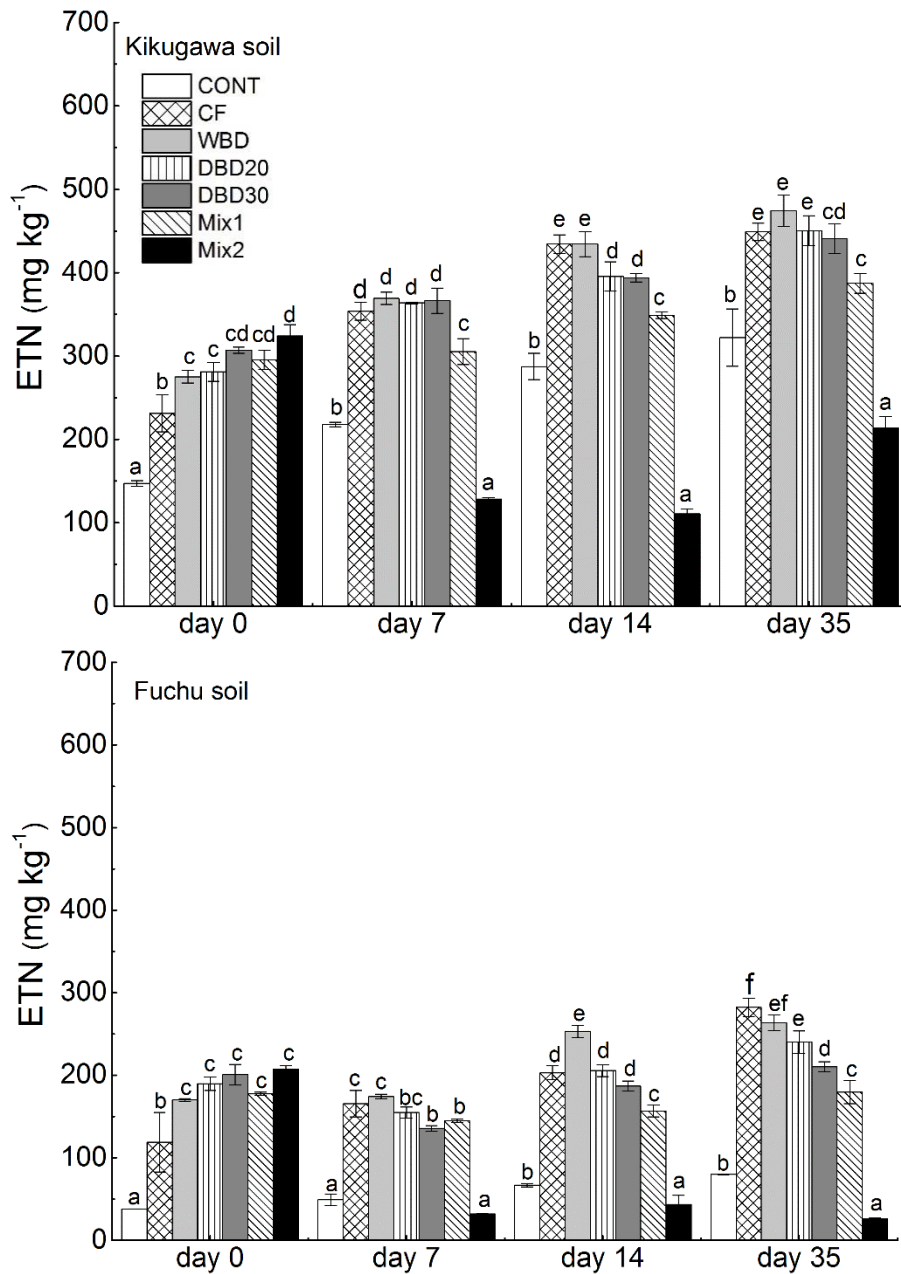 700
Kikugawa soil
CONT
CF
WBD
DBD20
DBD30
Mix1
Mix2
600
500
400
300
200
100
0
ETN (mg kg⁻¹)
a b c c cd cd d
b d d d d c a
b e e d d c a
b e e e cd c a
day 0 day 7 day 14 day 35
700
Fuchu soil
600
500
400
300
200
100
0
ETN (mg kg⁻¹)
a b c c c c c
a c c bc b b a
b d e d d c a
b f ef e d c a
day 0 day 7 day 14 day 35